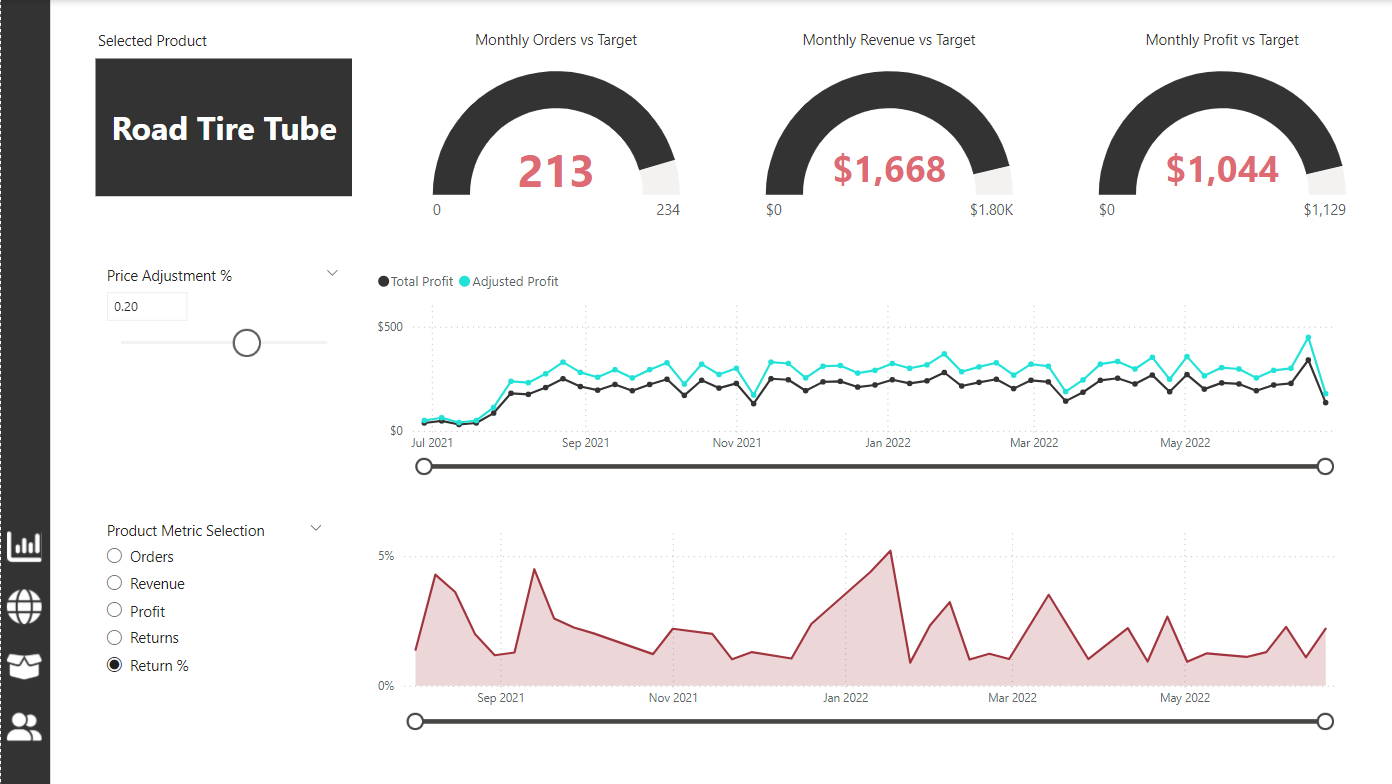 Selected Product
Road Tire Tube
Monthly Orders vs Target
213
0
234
Monthly Revenue vs Target
$1,668
$0
$1.80K
Monthly Profit vs Target
$1,044
$0
$1,129
Price Adjustment %
0.20
Total Profit Adjusted Profit
$500
$0
Jul 2021 Sep 2021 Nov 2021 Jan 2022 Mar 2022 May 2022
Product Metric Selection
Orders
Revenue
Profit
Returns
Return %
5%
0%
Sep 2021 Nov 2021 Jan 2022 Mar 2022 May 2022